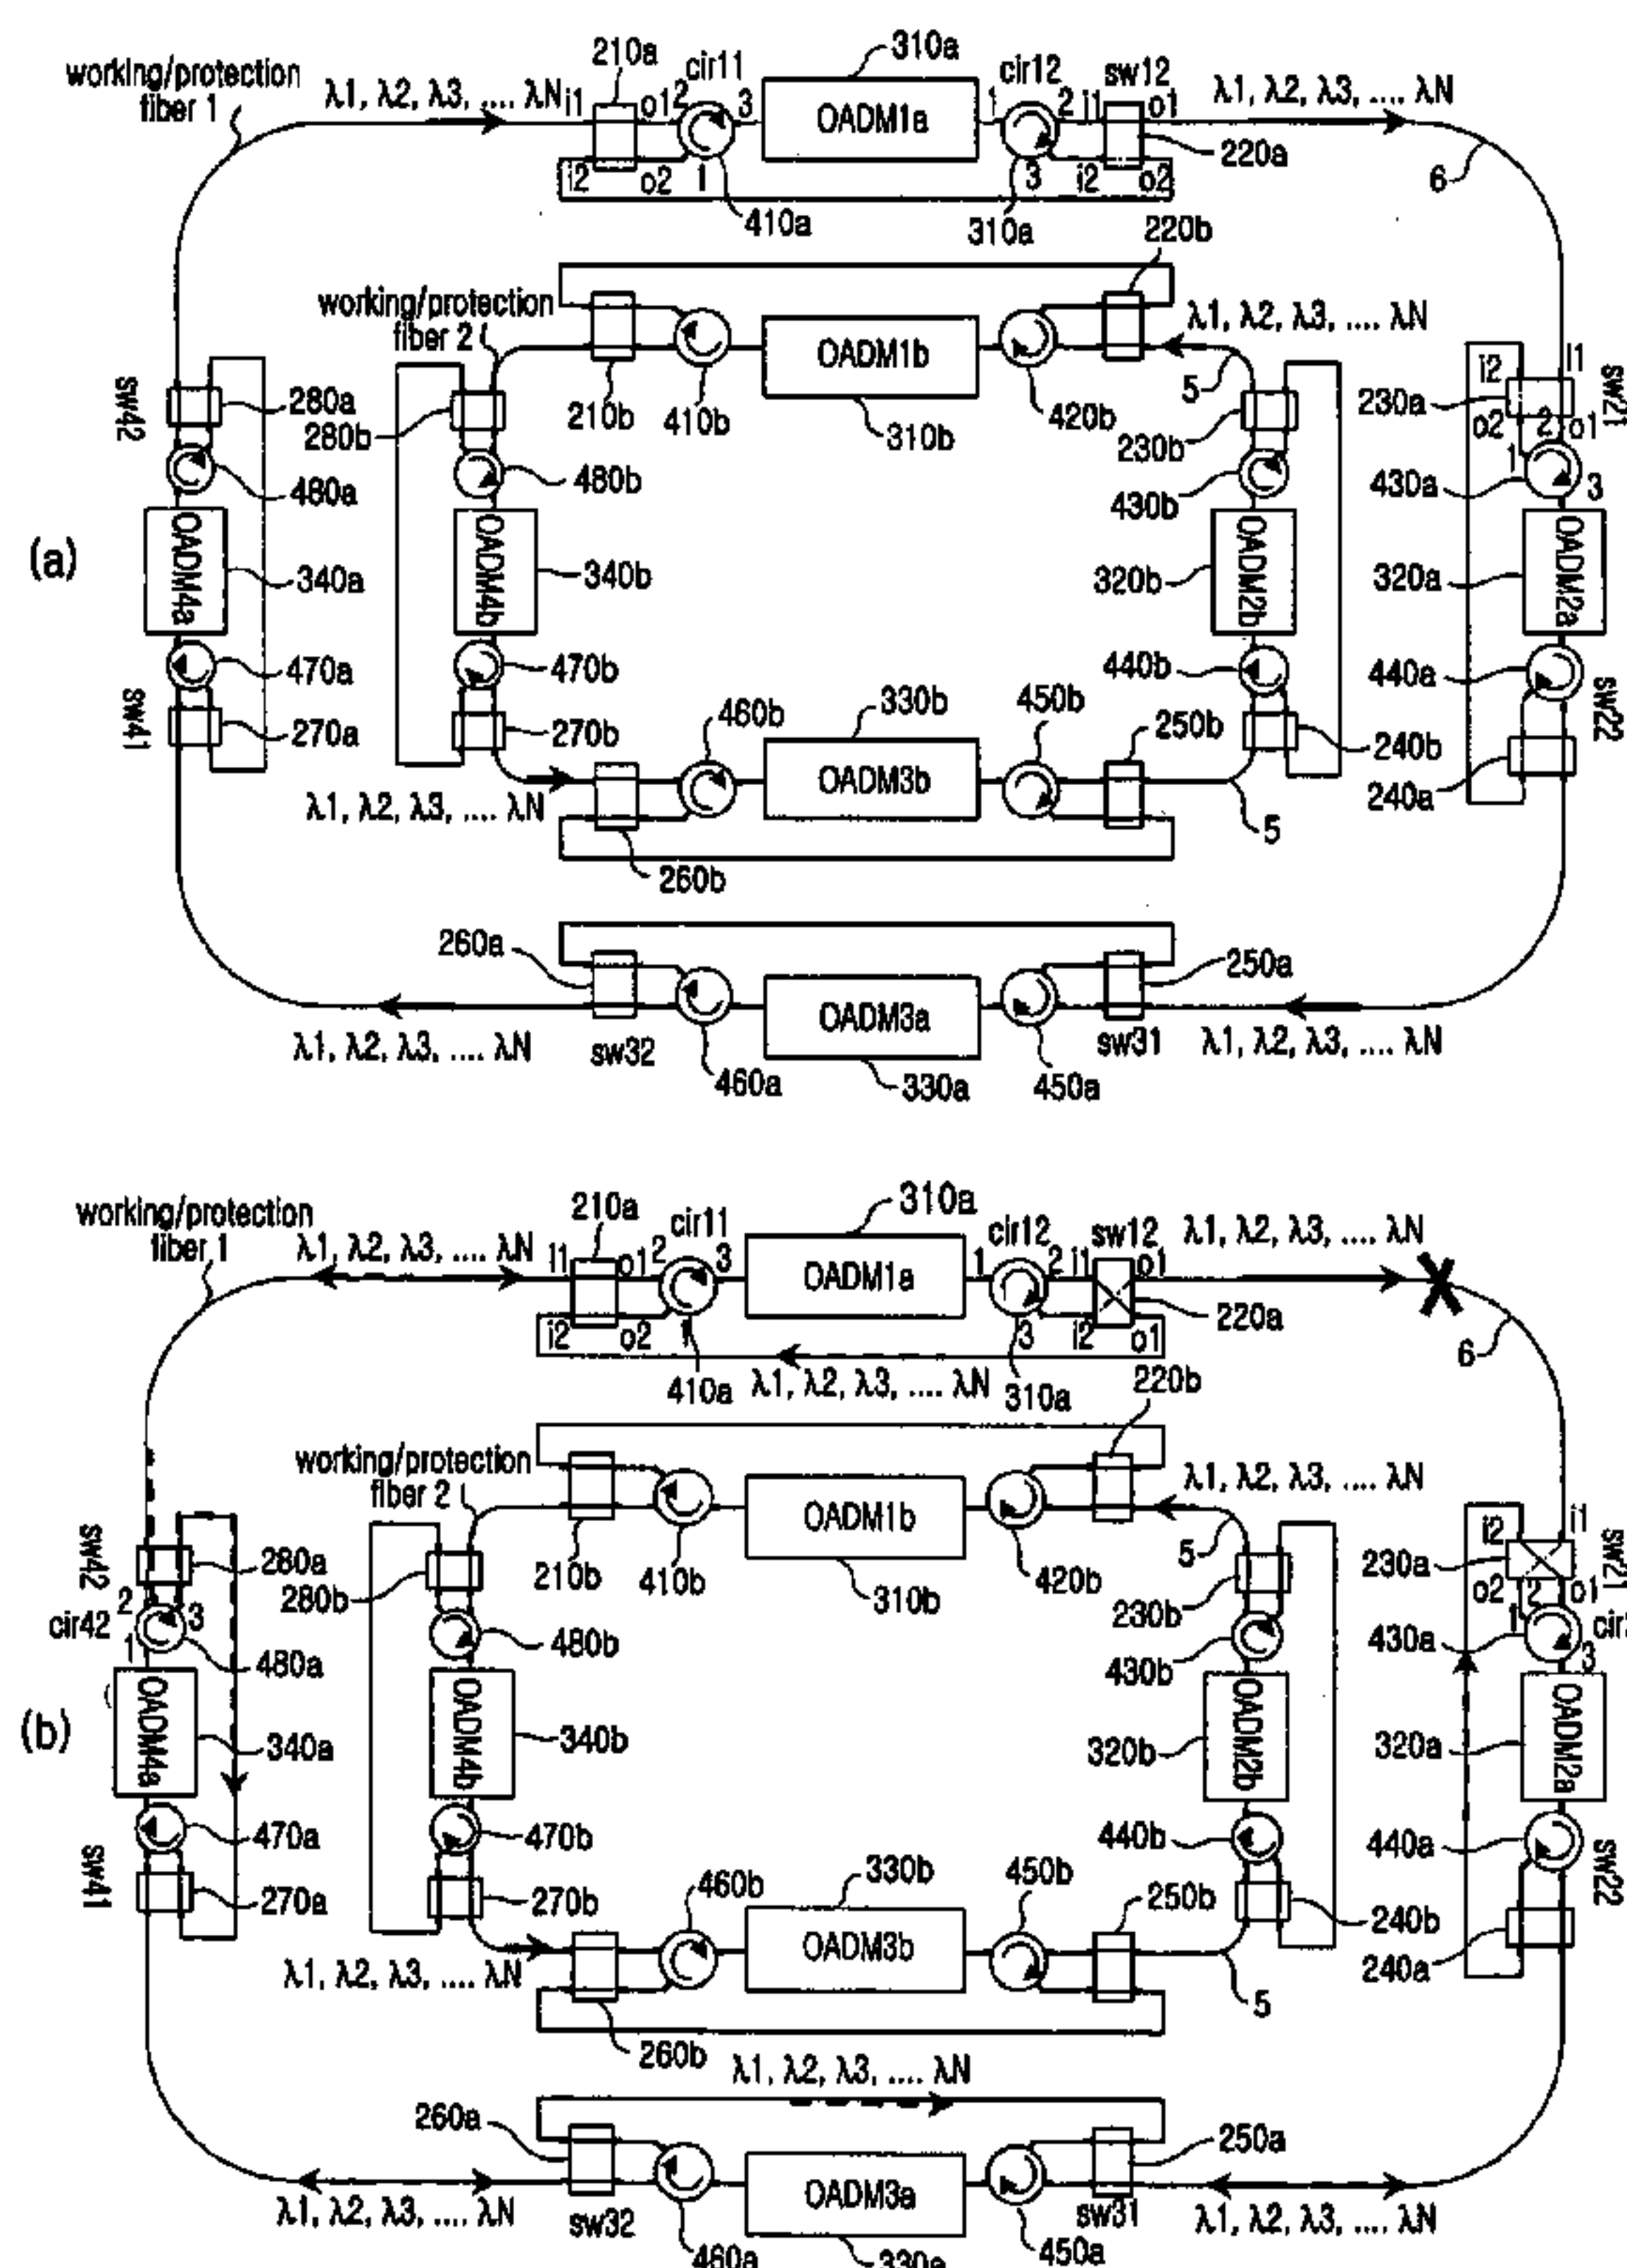 210a
cir11
310a
cir12
sw12
working/protection
fiber 1
λ1, λ2, λ3, .... λN
i1
o1
2
3
OADM1a
1
2
i1
o1
λ1, λ2, λ3, .... λN
220a
6
i2
o2
1
3
i2
o2
410a
310a
220b
working/protection
fiber 2
λ1, λ2, λ3, .... λN
OADM1b
5
sw42
280a
280b
210b
410b
310b
420b
230b
230a
i2
i1
sw21
o2
2
o1
1
3
480a
480b
430b
430a
(a)
OADM4a
340a
OADM4b
340b
320b
OADM2b
320a
OADM2a
470a
470b
440b
440a
sw41
270a
270b
460b
330b
450b
250b
240b
sw22
240a
OADM3b
λ1, λ2, λ3, .... λN
5
260b
260a
250a
OADM3a
λ1, λ2, λ3, .... λN
sw32
sw31
λ1, λ2, λ3, .... λN
460a
330a
450a
working/protection
fiber 1
210a
cir11
310a
cir12
sw12
λ1, λ2, λ3, .... λN
λ1, λ2, λ3, .... λN
i1
o1
2
3
OADM1a
1
2
i1
o1
220a
6
i2
o2
1
3
i2
o1
410a
λ1, λ2, λ3, .... λN
310a
220b
working/protection
fiber 2
λ1, λ2, λ3, .... λN
OADM1b
5
sw42
280a
280b
210b
410b
310b
420b
230b
230a
i2
i1
sw21
o2
2
o1
1
3
cir42
2
3
1
480a
480b
430b
430a
(b)
OADM4a
340a
OADM4b
340b
320b
OADM2b
320a
OADM2a
470a
470b
440b
440a
sw41
270a
270b
460b
330b
450b
250b
240b
sw22
240a
OADM3b
λ1, λ2, λ3, .... λN
5
260b
λ1, λ2, λ3, .... λN
260a
250a
OADM3a
λ1, λ2, λ3, .... λN
sw32
sw31
λ1, λ2, λ3, .... λN
460a
330a
450a